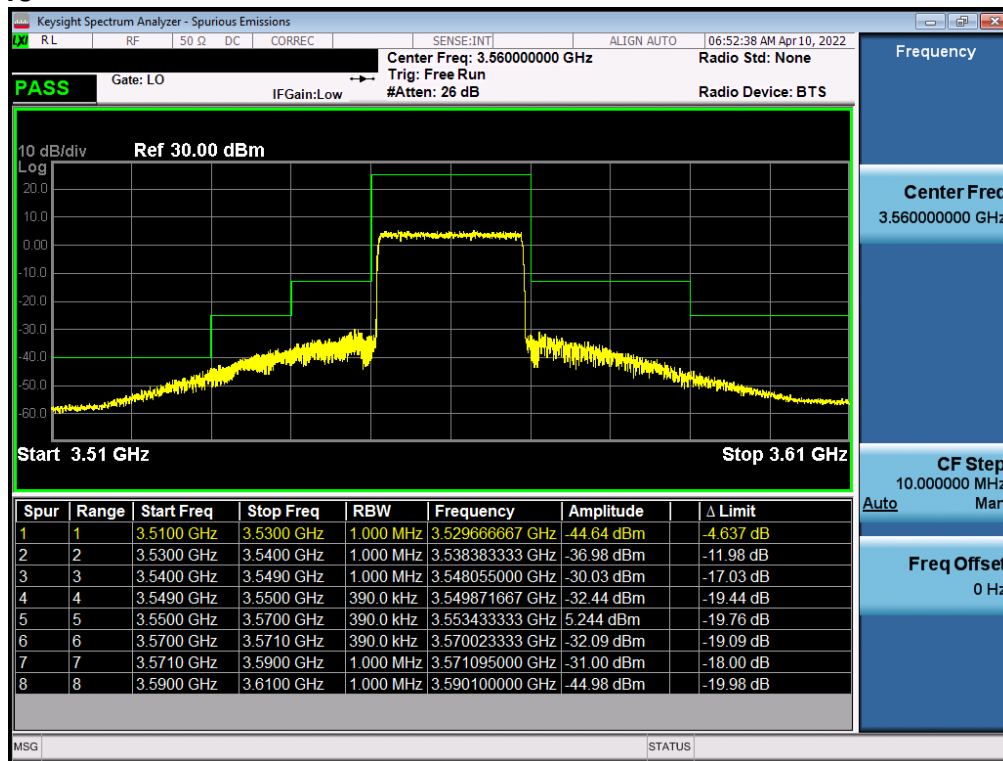 Keysight Spectrum Analyzer - Spurious Emissions
LXI RL RF 50 Ω DC CORREC SENSE:INT ALIGN AUTO 06:52:38 AM Apr 10, 2022
Center Freq: 3.560000000 GHz Radio Std: None
Gate: LO Trig: Free Run
PASS IFGain:Low #Atten: 26 dB Radio Device: BTS
10 dB/div Ref 30.00 dBm
Log
20.0
10.0
0.00
-10.0
-20.0
-30.0
-40.0
-50.0
-60.0
Start 3.51 GHz Stop 3.61 GHz
Spur Range Start Freq Stop Freq RBW Frequency Amplitude Δ Limit
1 1 3.5100 GHz 3.5300 GHz 1.000 MHz 3.529666667 GHz -44.64 dBm -4.637 dB
2 2 3.5300 GHz 3.5400 GHz 1.000 MHz 3.538383333 GHz -36.98 dBm -11.98 dB
3 3 3.5400 GHz 3.5490 GHz 1.000 MHz 3.548055000 GHz -30.03 dBm -17.03 dB
4 4 3.5490 GHz 3.5500 GHz 390.0 kHz 3.549871667 GHz -32.44 dBm -19.44 dB
5 5 3.5500 GHz 3.5700 GHz 390.0 kHz 3.553433333 GHz 5.244 dBm -19.76 dB
6 6 3.5700 GHz 3.5710 GHz 390.0 kHz 3.570023333 GHz -32.09 dBm -19.09 dB
7 7 3.5710 GHz 3.5900 GHz 1.000 MHz 3.571095000 GHz -31.00 dBm -18.00 dB
8 8 3.5900 GHz 3.6100 GHz 1.000 MHz 3.590100000 GHz -44.98 dBm -19.98 dB
MSG STATUS
Frequency
Center Freq
3.560000000 GHz
CF Step
10.000000 MHz
Auto Man
Freq Offset
0 Hz